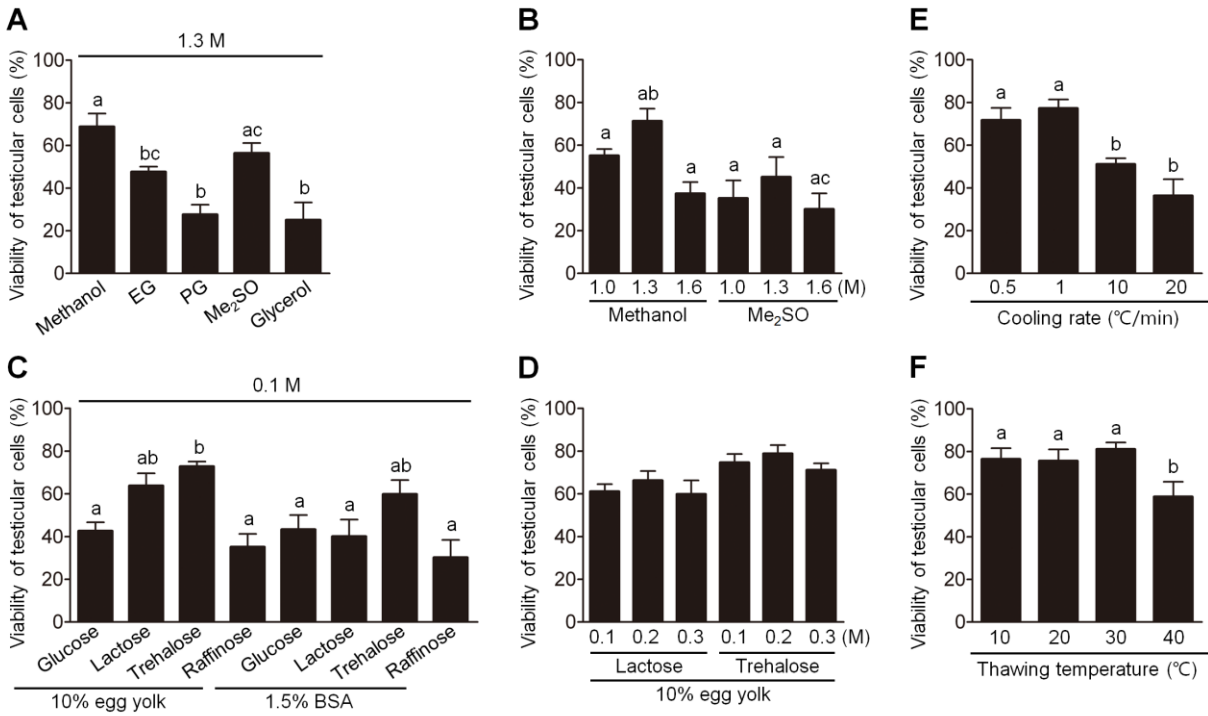 A
1.3 M
Viability of testicular cells (%)
100
80
60
40
20
0
a
bc
b
ac
b
Methanol
EG
PG
Me₂SO
Glycerol
B
Viability of testicular cells (%)
100
80
60
40
20
0
a
ab
a
a
a
ac
1.0 1.3 1.6 1.0 1.3 1.6 (M)
Methanol Me₂SO
E
Viability of testicular cells (%)
100
80
60
40
20
0
a
a
b
b
0.5 1 10 20
Cooling rate (℃/min)
C
0.1 M
Viability of testicular cells (%)
100
80
60
40
20
0
a
ab
b
a
a
a
ab
a
Glucose
Lactose
Trehalose
Raffinose
Glucose
Lactose
Trehalose
Raffinose
10% egg yolk 1.5% BSA
D
Viability of testicular cells (%)
100
80
60
40
20
0
0.1 0.2 0.3 0.1 0.2 0.3 (M)
Lactose Trehalose
10% egg yolk
F
Viability of testicular cells (%)
100
80
60
40
20
0
a
a
a
b
10 20 30 40
Thawing temperature (℃)